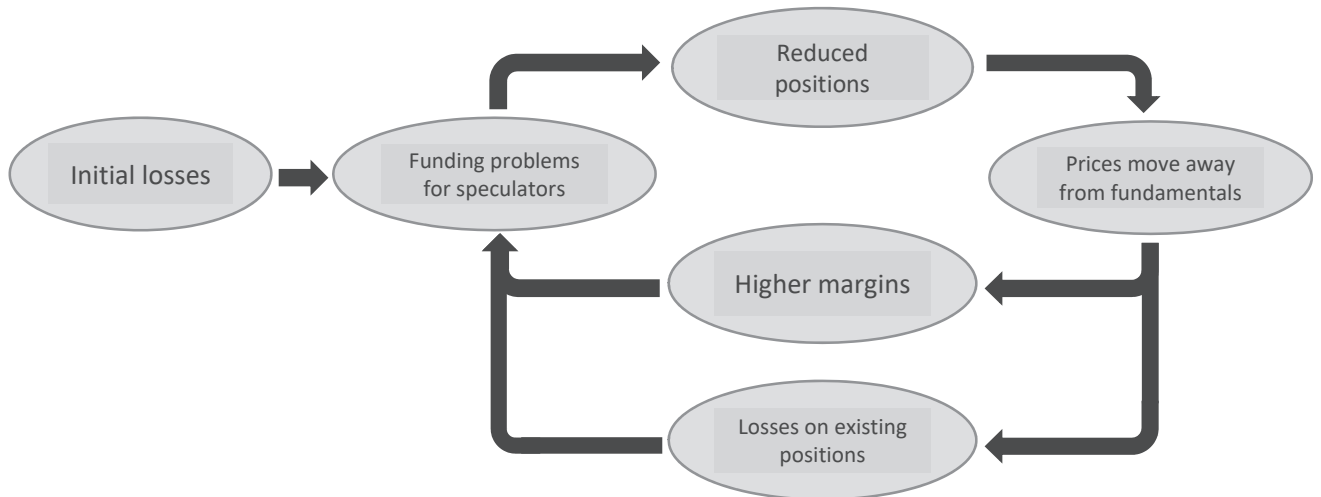 Initial losses
Funding problems
for speculators
Reduced
positions
Prices move away
from fundamentals
Higher margins
Losses on existing
positions